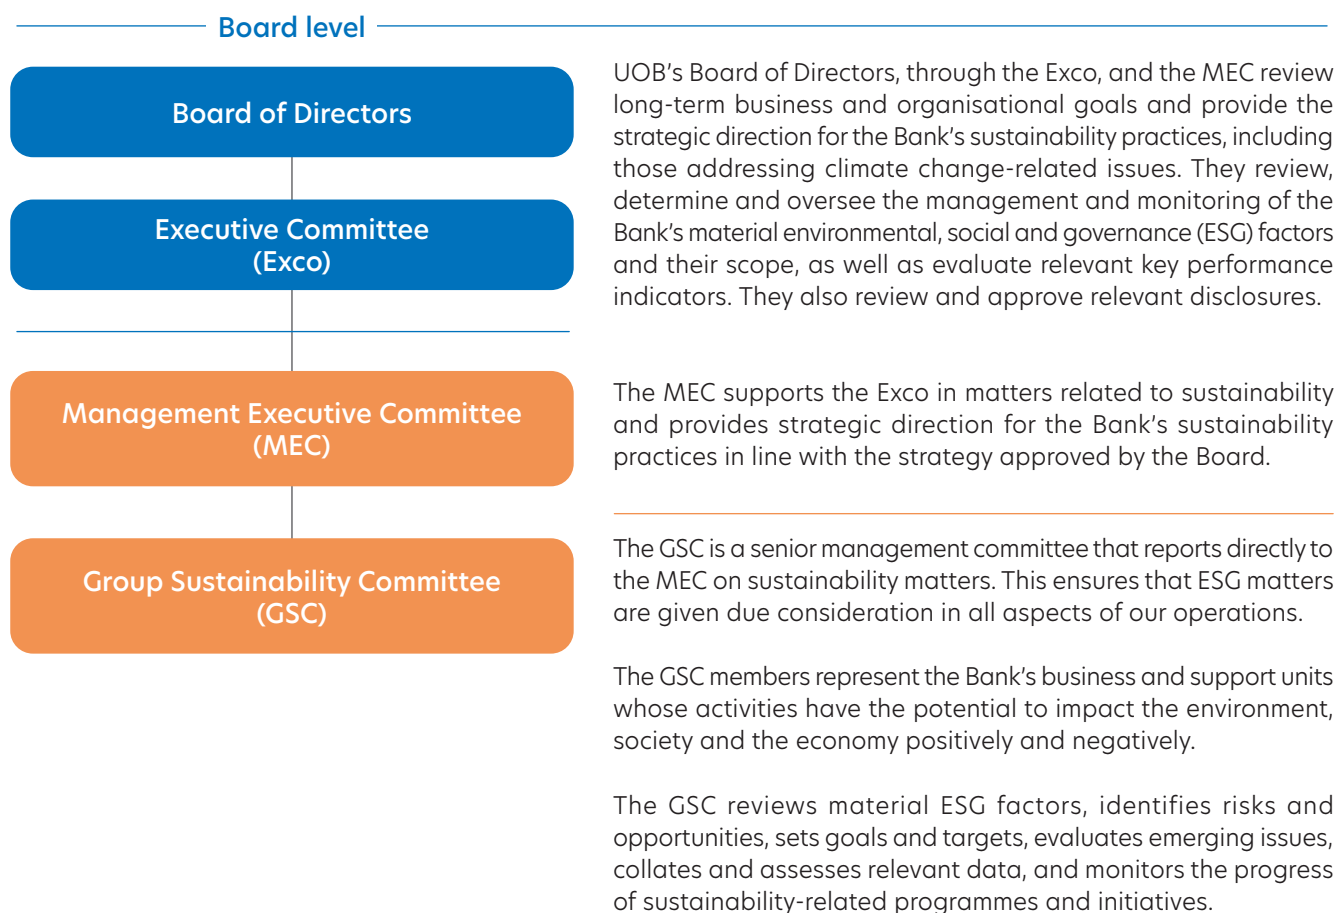 Board level
Board of Directors
Executive Committee
(Exco)
UOB's Board of Directors, through the Exco, and the MEC review
long-term business and organisational goals and provide the
strategic direction for the Bank's sustainability practices, including
those addressing climate change-related issues. They review,
determine and oversee the management and monitoring of the
Bank's material environmental, social and governance (ESG) factors
and their scope, as well as evaluate relevant key performance
indicators. They also review and approve relevant disclosures.
Management Executive Committee
(MEC)
The MEC supports the Exco in matters related to sustainability
and provides strategic direction for the Bank's sustainability
practices in line with the strategy approved by the Board.
Group Sustainability Committee
(GSC)
The GSC is a senior management committee that reports directly to
the MEC on sustainability matters. This ensures that ESG matters
are given due consideration in all aspects of our operations.
The GSC members represent the Bank's business and support units
whose activities have the potential to impact the environment,
society and the economy positively and negatively.
The GSC reviews material ESG factors, identifies risks and
opportunities, sets goals and targets, evaluates emerging issues,
collates and assesses relevant data, and monitors the progress
of sustainability-related programmes and initiatives.